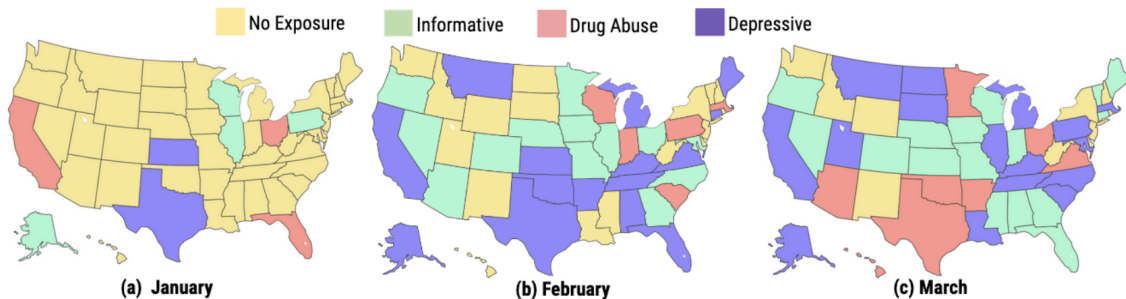 No Exposure Informative Drug Abuse Depressive
(a) January (b) February (c) March